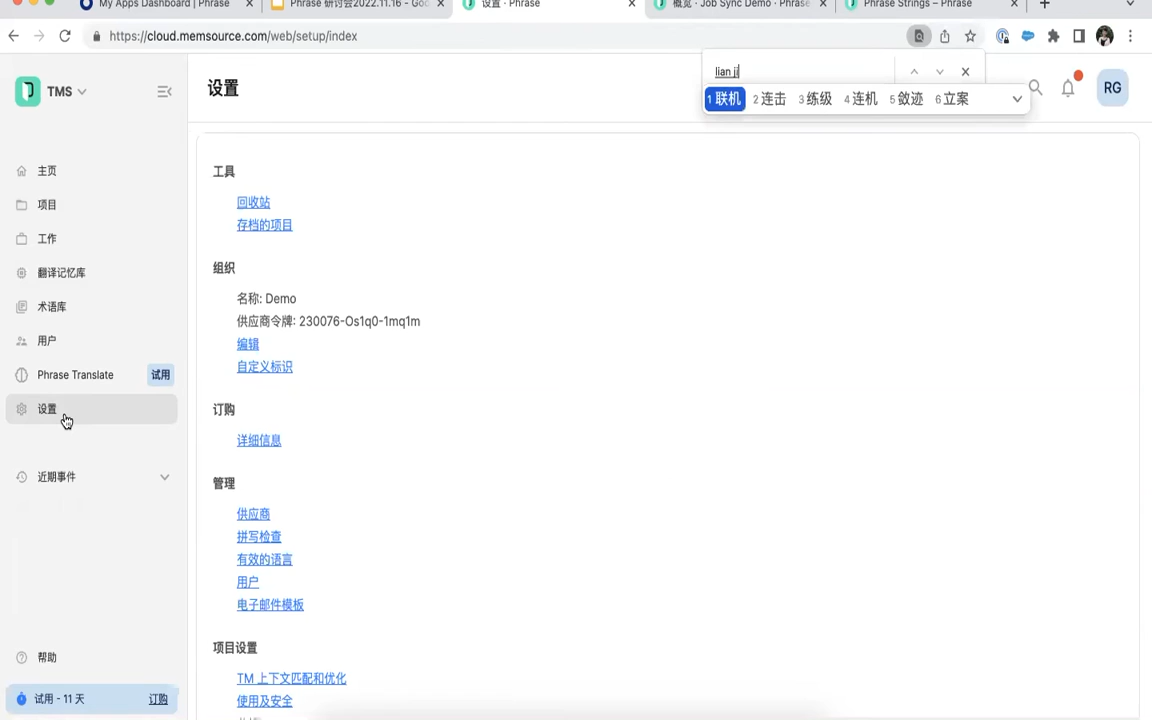 My Apps Dashboard | Phrase
Phrase 研讨会2022.11.16 - Goo
设置 · Phrase
概览 · Job Sync Demo · Phrase
Phrase Strings – Phrase
https://cloud.memsource.com/web/setup/index
lian ji
1 联机 2 连击 3 练级 4 连机 5 敛迹 6 立案
TMS
设置
RG
主页
项目
工作
翻译记忆库
术语库
用户
Phrase Translate 试用
设置
近期事件
帮助
试用 - 11 天 订购
工具
回收站
存档的项目
组织
名称: Demo
供应商令牌: 230076-Os1q0-1mq1m
编辑
自定义标识
订购
详细信息
管理
供应商
拼写检查
有效的语言
用户
电子邮件模板
项目设置
TM 上下文匹配和优化
使用及安全